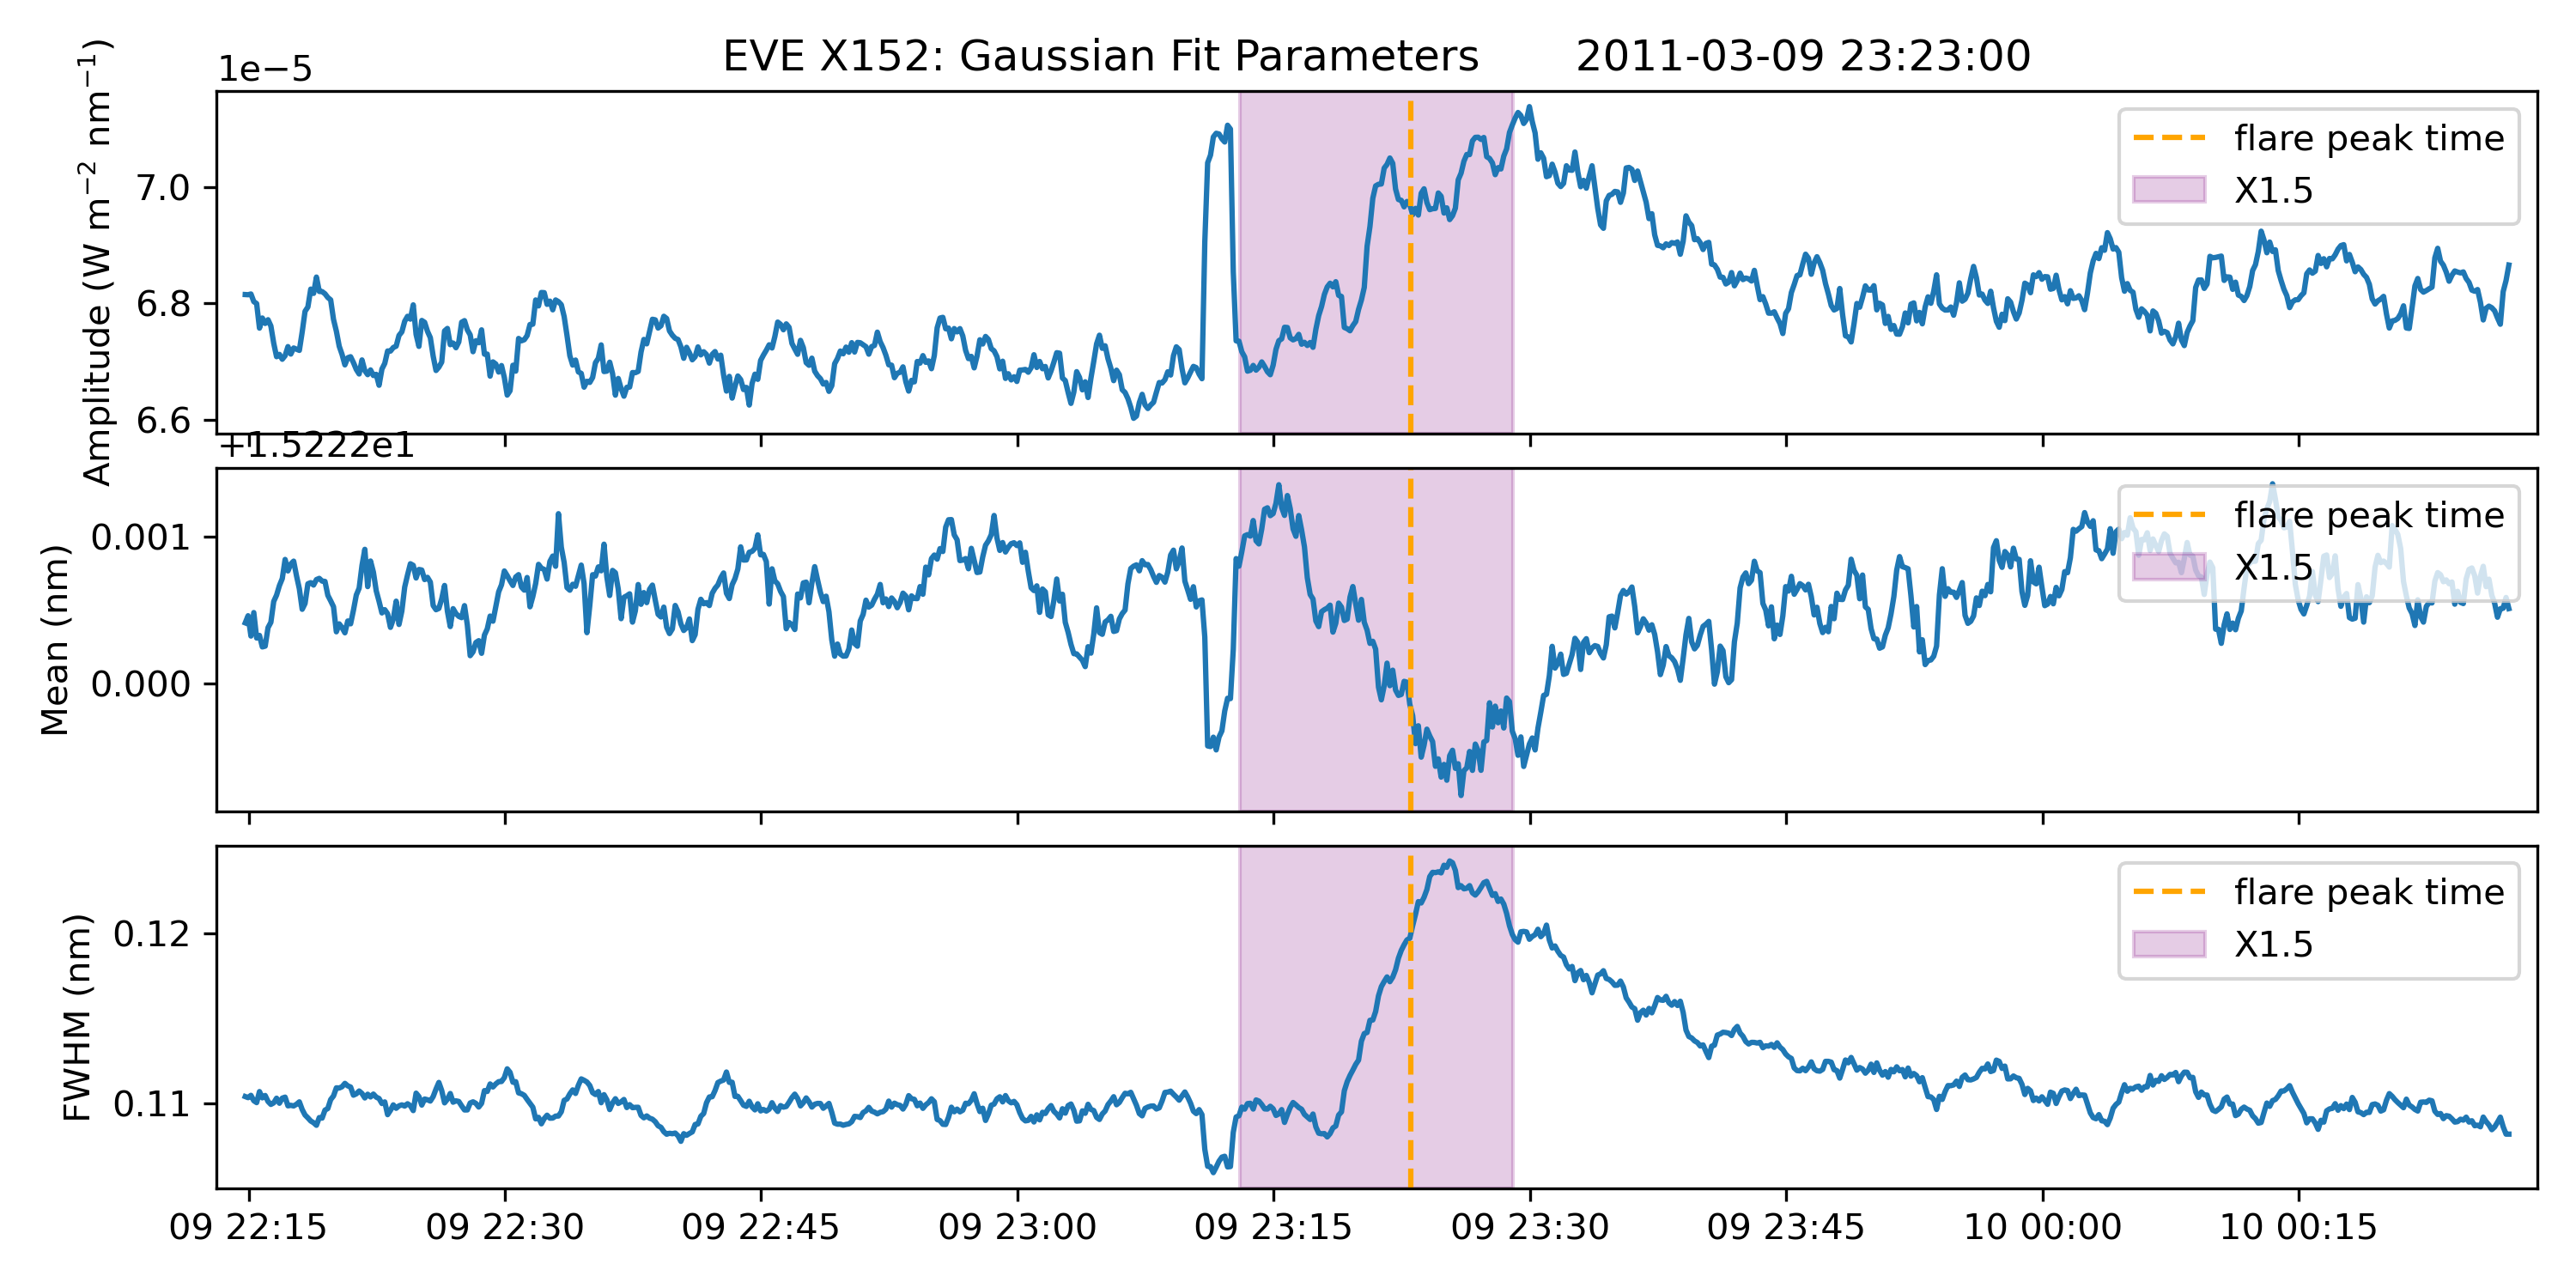 EVE X152: Gaussian Fit Parameters 2011-03-09 23:23:00
1e−5
Amplitude (W m⁻² nm⁻¹)
7.0
6.8
6.6
flare peak time
X1.5
+1.5222e1
Mean (nm)
0.001
0.000
flare peak time
X1.5
FWHM (nm)
0.12
0.11
flare peak time
X1.5
09 22:15 09 22:30 09 22:45 09 23:00 09 23:15 09 23:30 09 23:45 10 00:00 10 00:15